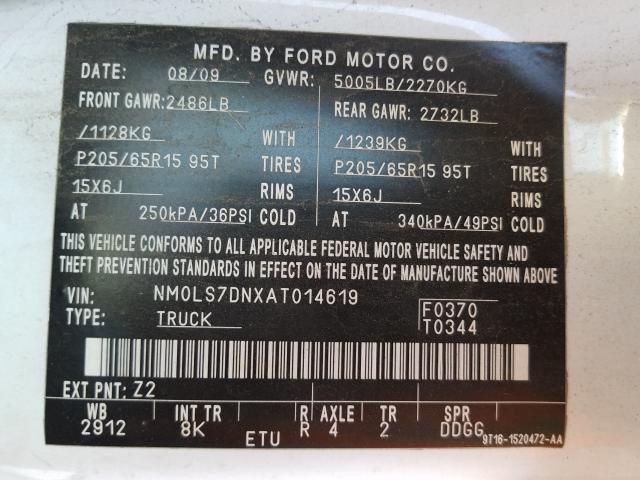 MFD. BY FORD MOTOR CO.
DATE: 08/09 GVWR: 5005LB/2270KG
FRONT GAWR: 2486LB REAR GAWR: 2732LB
/1128KG WITH /1239KG WITH
P205/65R15 95T TIRES P205/65R15 95T TIRES
15X6J RIMS 15X6J RIMS
AT 250kPA/36PSI COLD AT 340kPA/49PSI COLD
THIS VEHICLE CONFORMS TO ALL APPLICABLE FEDERAL MOTOR VEHICLE SAFETY AND
THEFT PREVENTION STANDARDS IN EFFECT ON THE DATE OF MANUFACTURE SHOWN ABOVE
VIN: NM0LS7DNXAT014619 F0370
TYPE: TRUCK T0344
EXT PNT: Z2
WB INT TR R AXLE TR SPR
2912 8K R 4 2 DDGG
ETU 9T16-1520472-AA